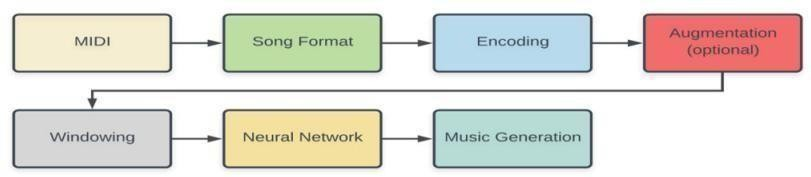 MIDI
Song Format
Encoding
Augmentation
(optional)
Windowing
Neural Network
Music Generation